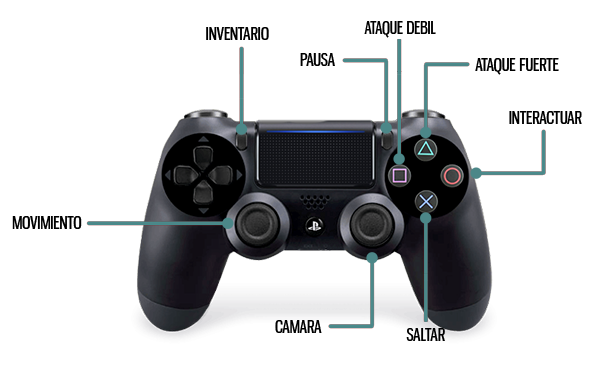 ATAQUE DEBIL
INVENTARIO
PAUSA
ATAQUE FUERTE
INTERACTUAR
MOVIMIENTO
CAMARA
SALTAR